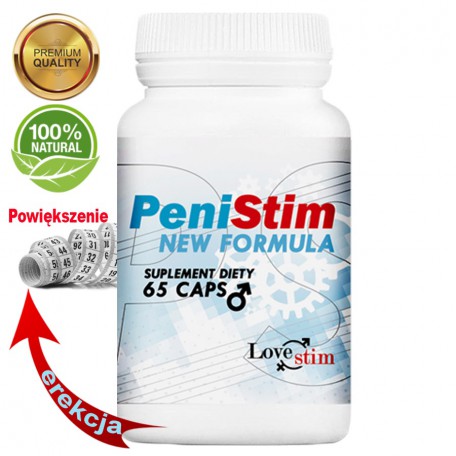 PREMIUM
QUALITY
100%
NATURAL
Powiększenie
erekcja
PeniStim
NEW FORMULA
SUPLEMENT DIETY
65 CAPS
Love
stim